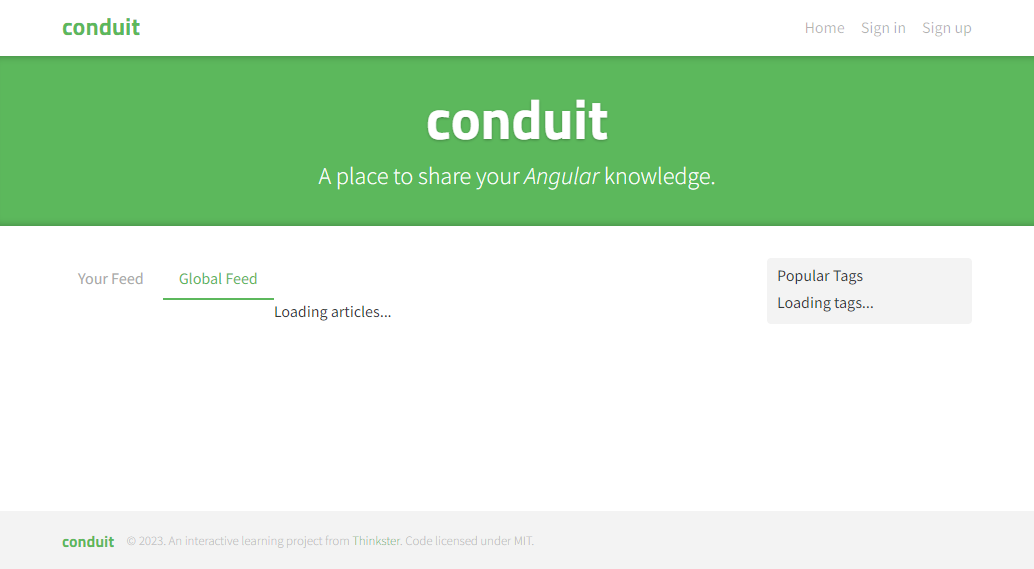 conduit
Home Sign in Sign up
conduit
A place to share your Angular knowledge.
Your Feed Global Feed
Loading articles...
Popular Tags
Loading tags...
conduit © 2023. An interactive learning project from Thinkster. Code licensed under MIT.